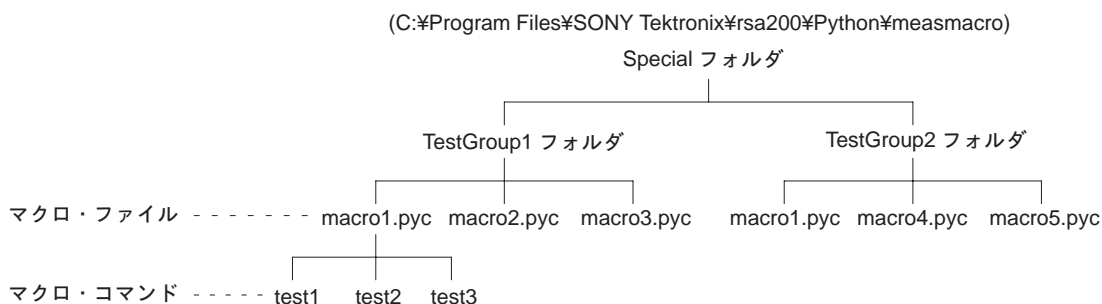 (C:¥Program Files¥SONY Tektronix¥rsa200¥Python¥measmacro)
Special フォルダ
TestGroup1 フォルダ TestGroup2 フォルダ
マクロ・ファイル macro1.pyc macro2.pyc macro3.pyc macro1.pyc macro4.pyc macro5.pyc
マクロ・コマンド test1 test2 test3